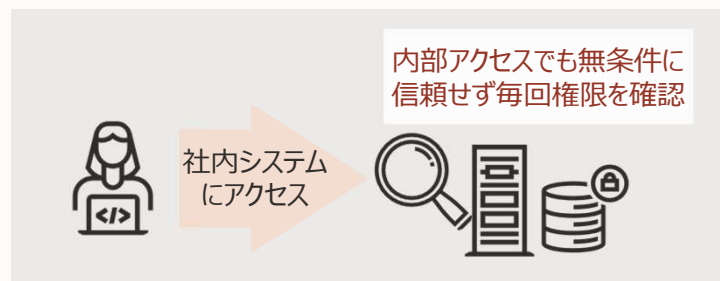 内部アクセスでも無条件に
信頼せず毎回権限を確認
社内システム
にアクセス
</>